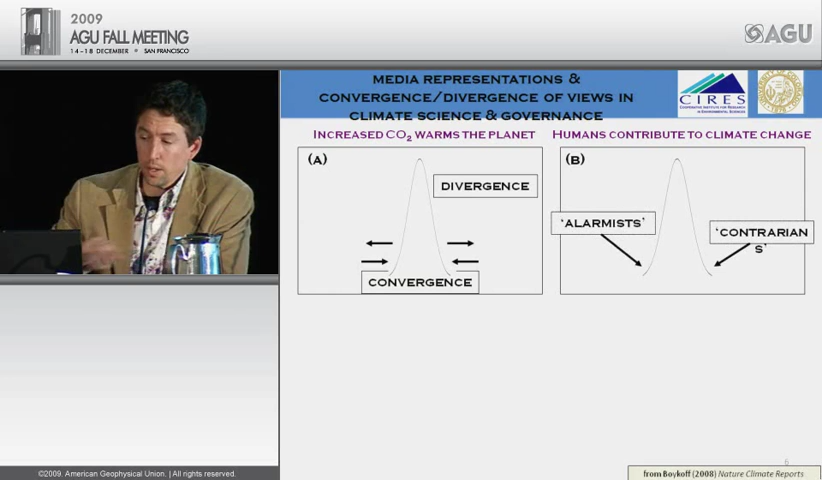 2009
AGU FALL MEETING
14-18 DECEMBER • SAN FRANCISCO
AGU
MEDIA REPRESENTATIONS &
CONVERGENCE/DIVERGENCE OF VIEWS IN
CLIMATE SCIENCE & GOVERNANCE
CIRES
INCREASED CO2 WARMS THE PLANET
HUMANS CONTRIBUTE TO CLIMATE CHANGE
(A)
DIVERGENCE
CONVERGENCE
(B)
‘ALARMISTS’
‘CONTRARIAN
S’
6
from Boykoff (2008) Nature Climate Reports
©2009. American Geophysical Union. | All rights reserved.